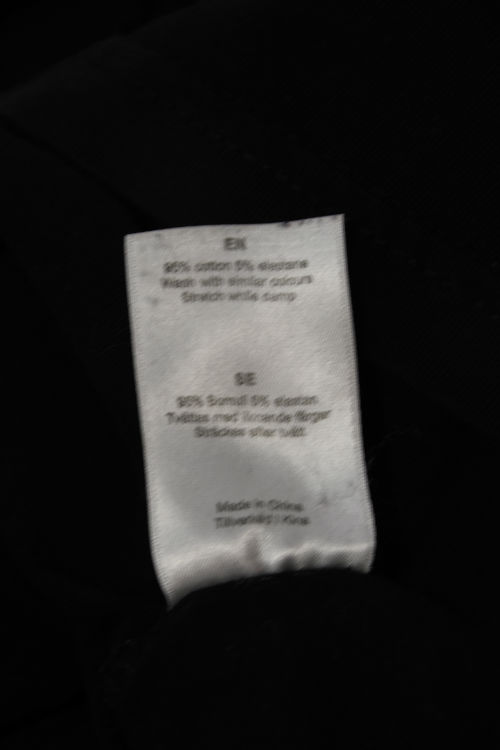 EN
95% cotton 5% elastane
Wash with similar colours
Stretch while damp
SE
95% Bomull 5% elastan
Tvättas med liknande färger
Sträckes efter tvätt
Made in China
Tillverkad i Kina